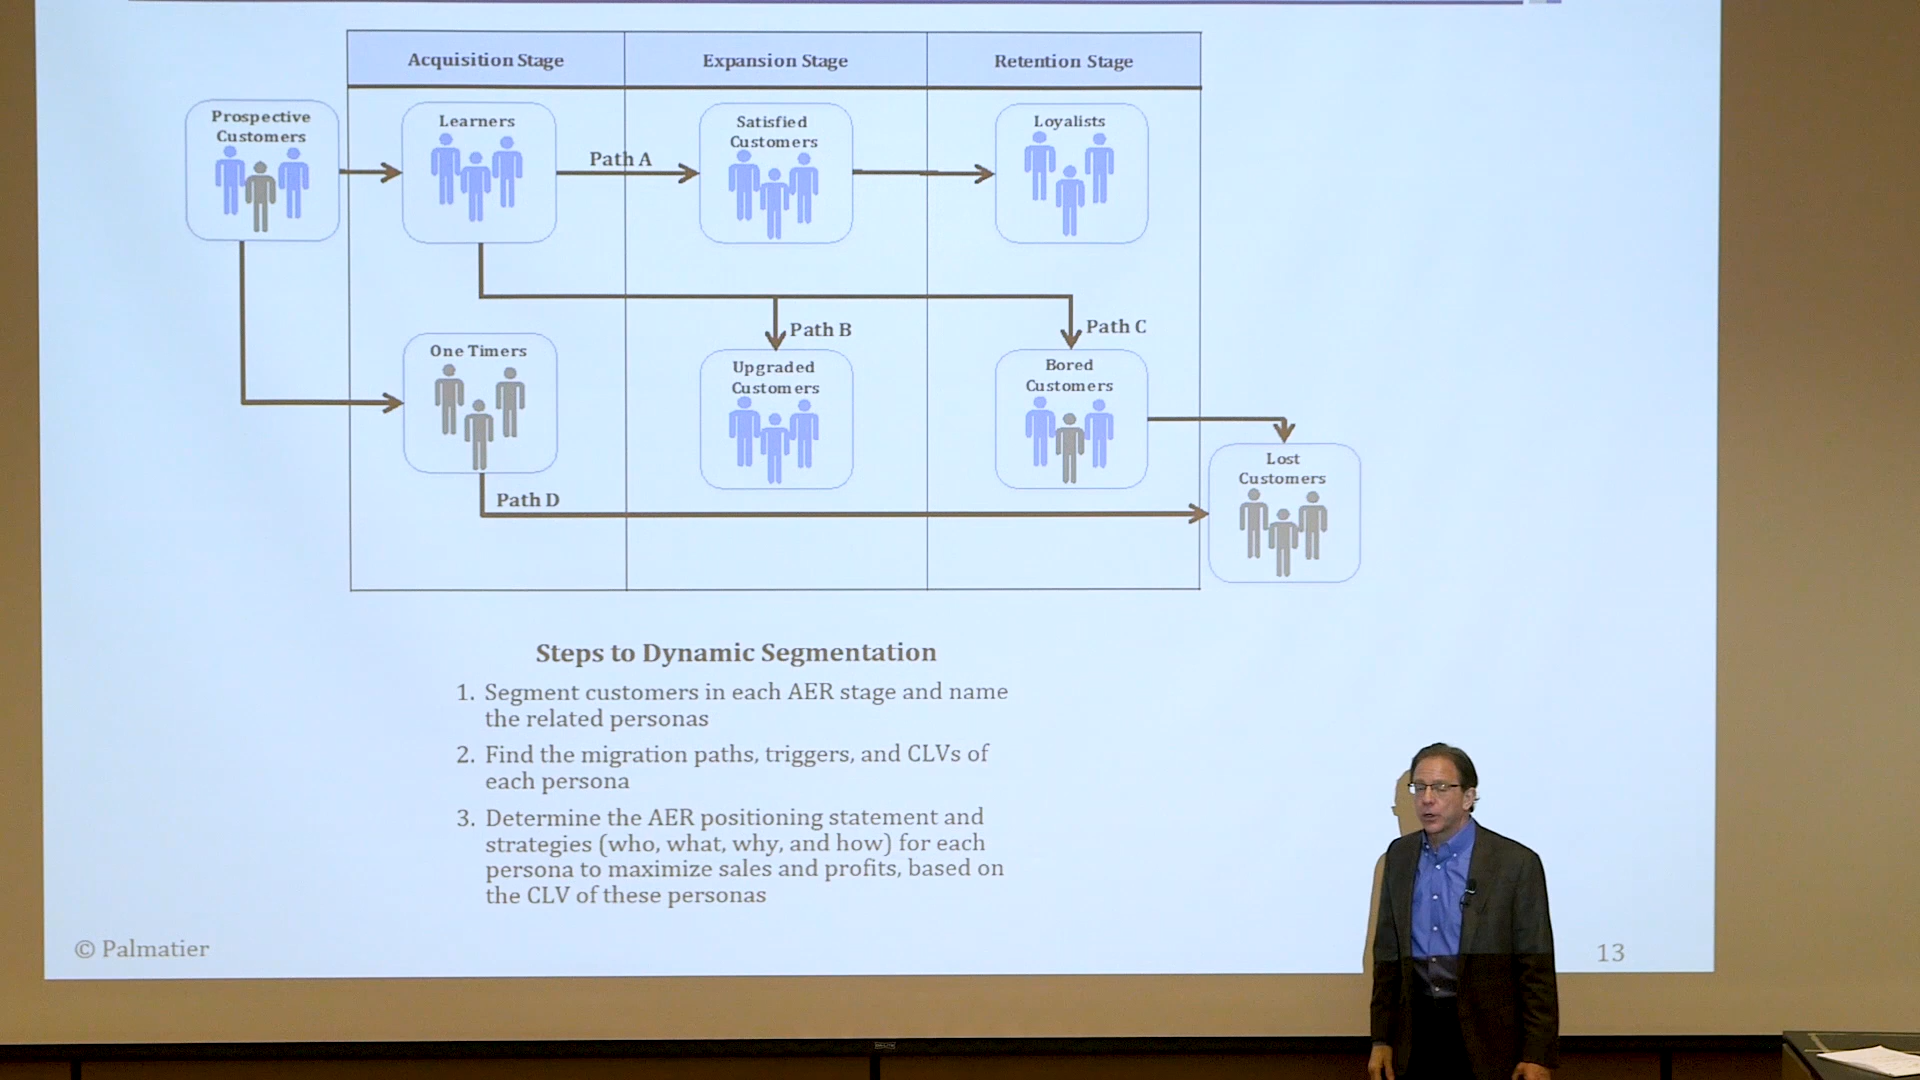 Acquisition Stage
Expansion Stage
Retention Stage
Prospective
Customers
Learners
Path A
Satisfied
Customers
Loyalists
One Timers
Path B
Upgraded
Customers
Path C
Bored
Customers
Path D
Lost
Customers
Steps to Dynamic Segmentation
1. Segment customers in each AER stage and name
the related personas
2. Find the migration paths, triggers, and CLVs of
each persona
3. Determine the AER positioning statement and
strategies (who, what, why, and how) for each
persona to maximize sales and profits, based on
the CLV of these personas
© Palmatier
13